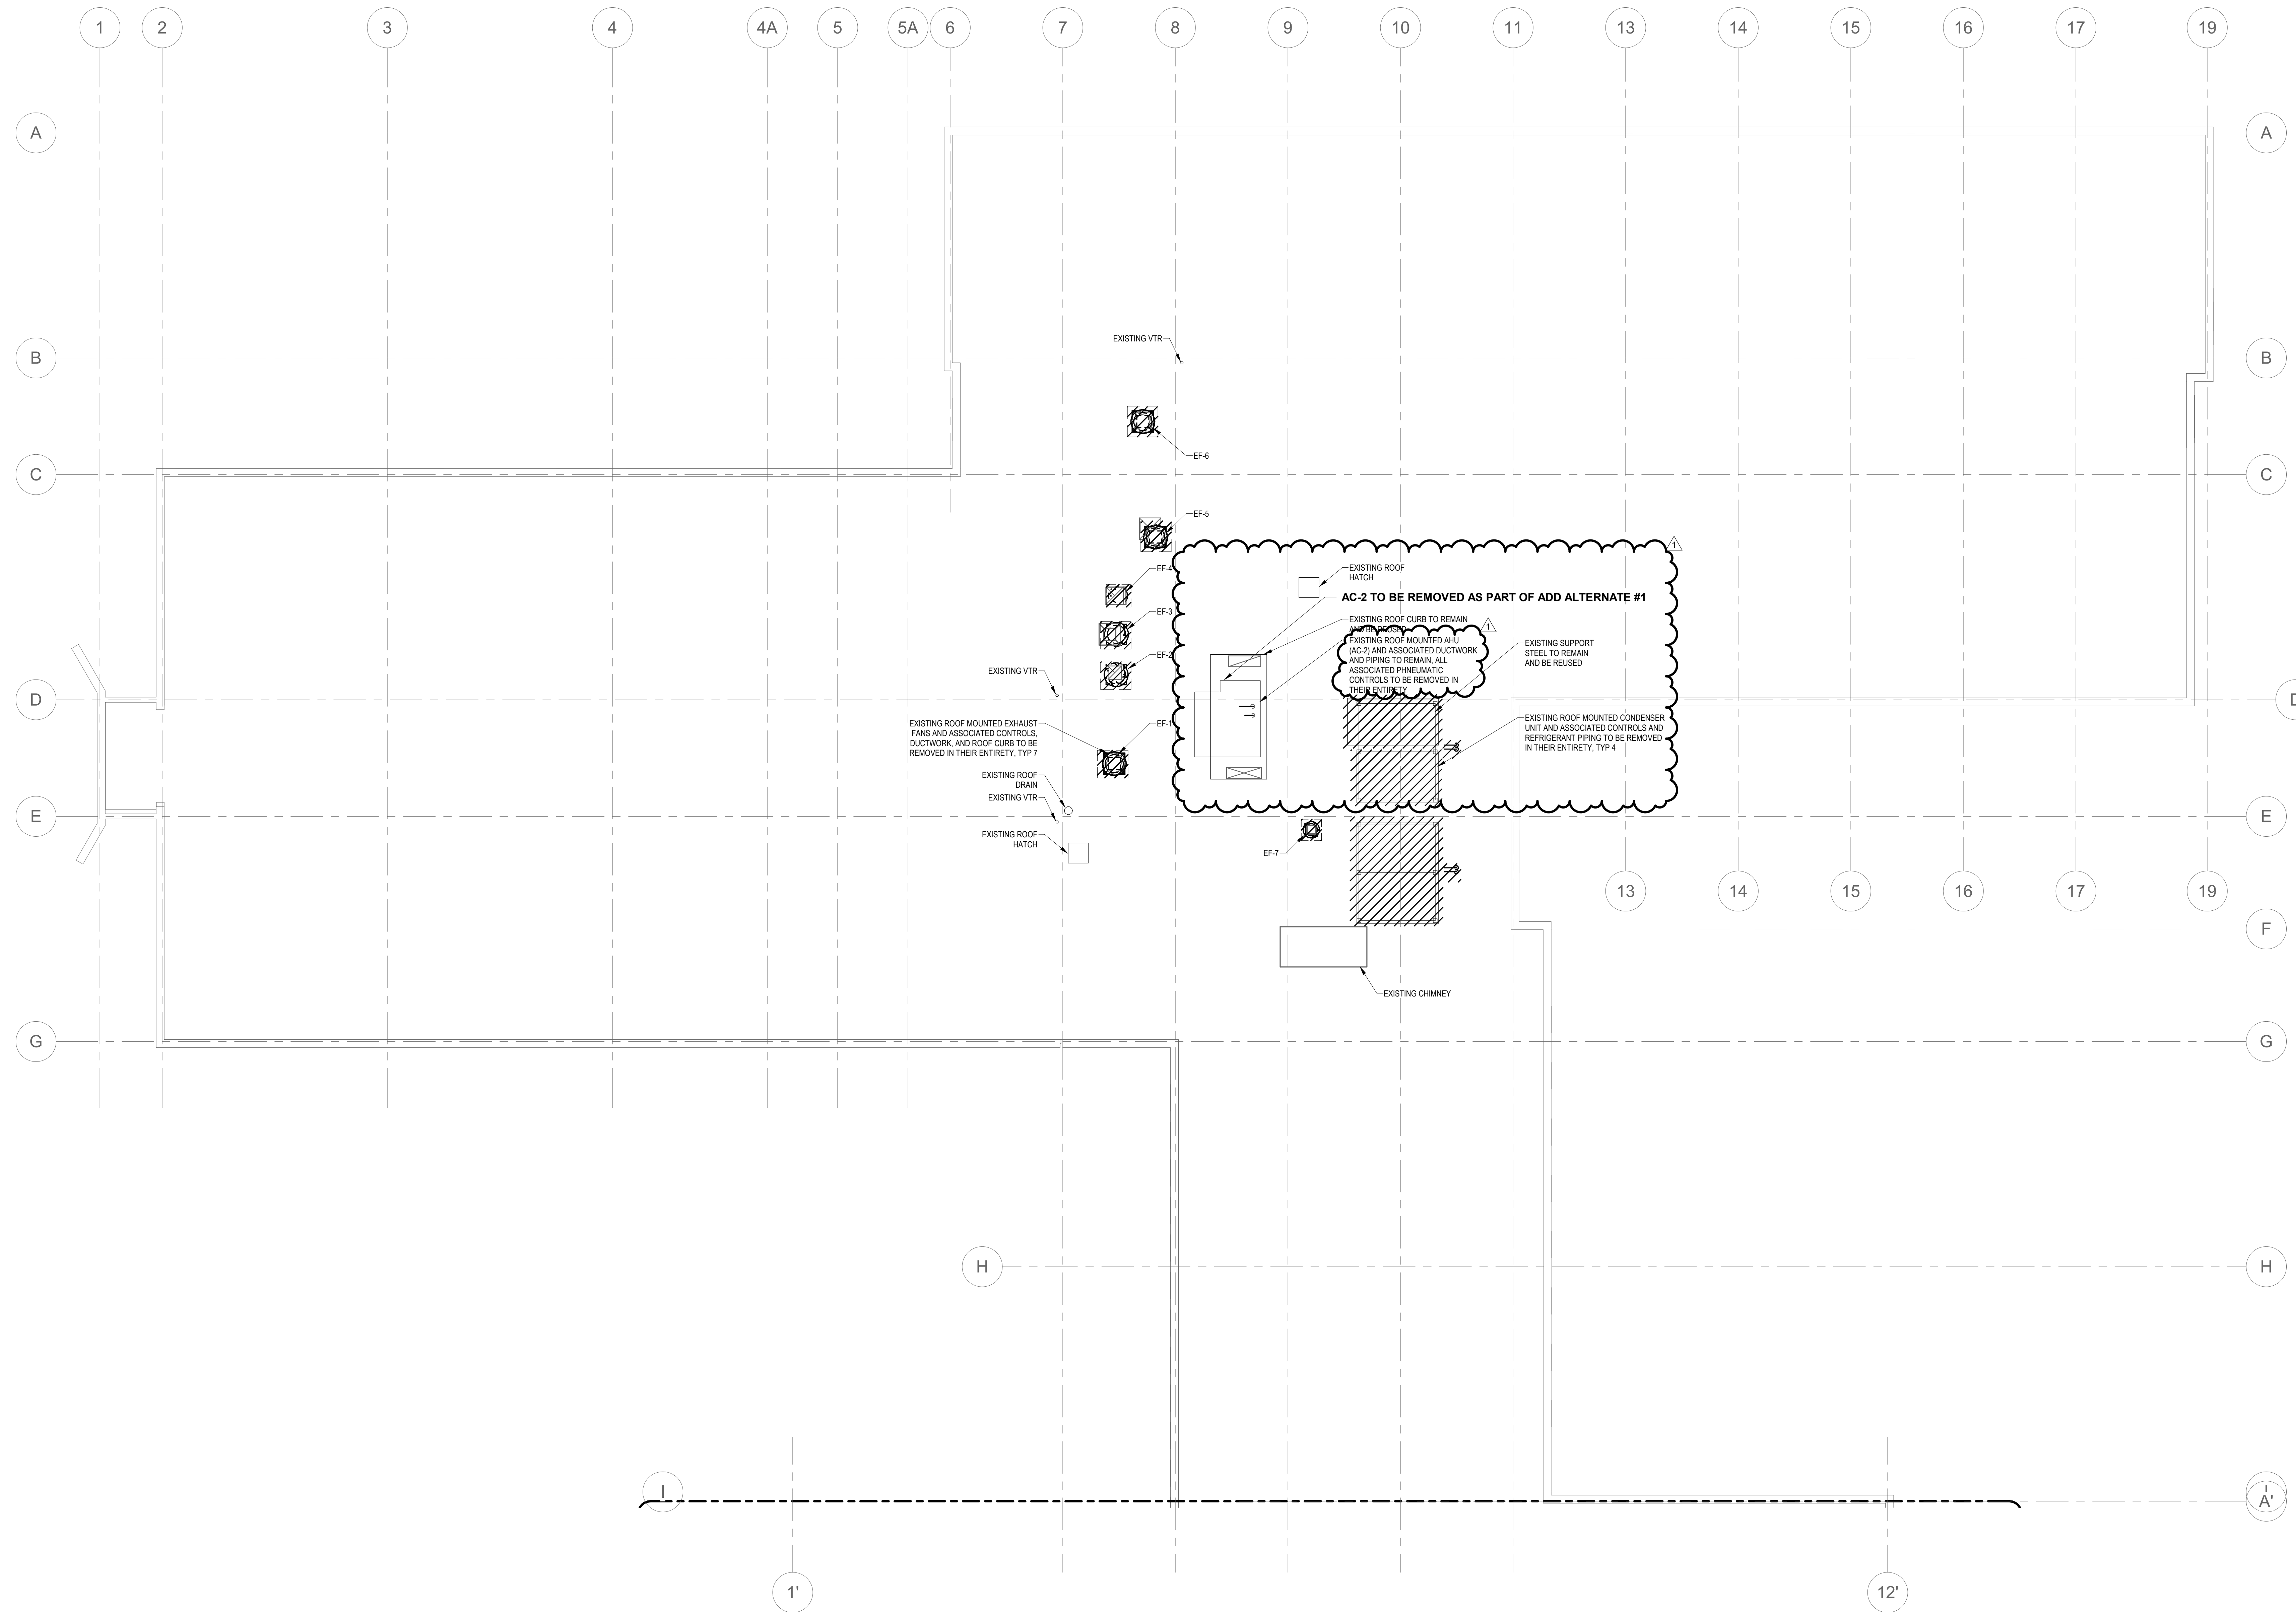 1
2
3
4
4A
5
5A
6
7
8
9
10
11
13
14
15
16
17
19
A
A
B
B
EXISTING VTR
EF-6
C
C
EF-5
1
EF-4
EXISTING ROOF
HATCH
AC-2 TO BE REMOVED AS PART OF ADD ALTERNATE #1
EF-3
EXISTING ROOF CURB TO REMAIN
AND BE REUSED
1
EXISTING ROOF MOUNTED AHU
(AC-2) AND ASSOCIATED DUCTWORK
AND PIPING TO REMAIN, ALL
ASSOCIATED PHNEUMATIC
CONTROLS TO BE REMOVED IN
THEIR ENTIRETY
EXISTING SUPPORT
STEEL TO REMAIN
AND BE REUSED
EF-2
EXISTING VTR
D
D
EXISTING ROOF MOUNTED EXHAUST
FANS AND ASSOCIATED CONTROLS,
DUCTWORK, AND ROOF CURB TO BE
REMOVED IN THEIR ENTIRETY, TYP 7
EF-1
EXISTING ROOF MOUNTED CONDENSER
UNIT AND ASSOCIATED CONTROLS AND
REFRIGERANT PIPING TO BE REMOVED
IN THEIR ENTIRETY, TYP 4
EXISTING ROOF
DRAIN
EXISTING VTR
E
E
EXISTING ROOF
HATCH
EF-7
13
14
15
16
17
19
F
EXISTING CHIMNEY
G
G
H
H
I
I
A'
1'
12'